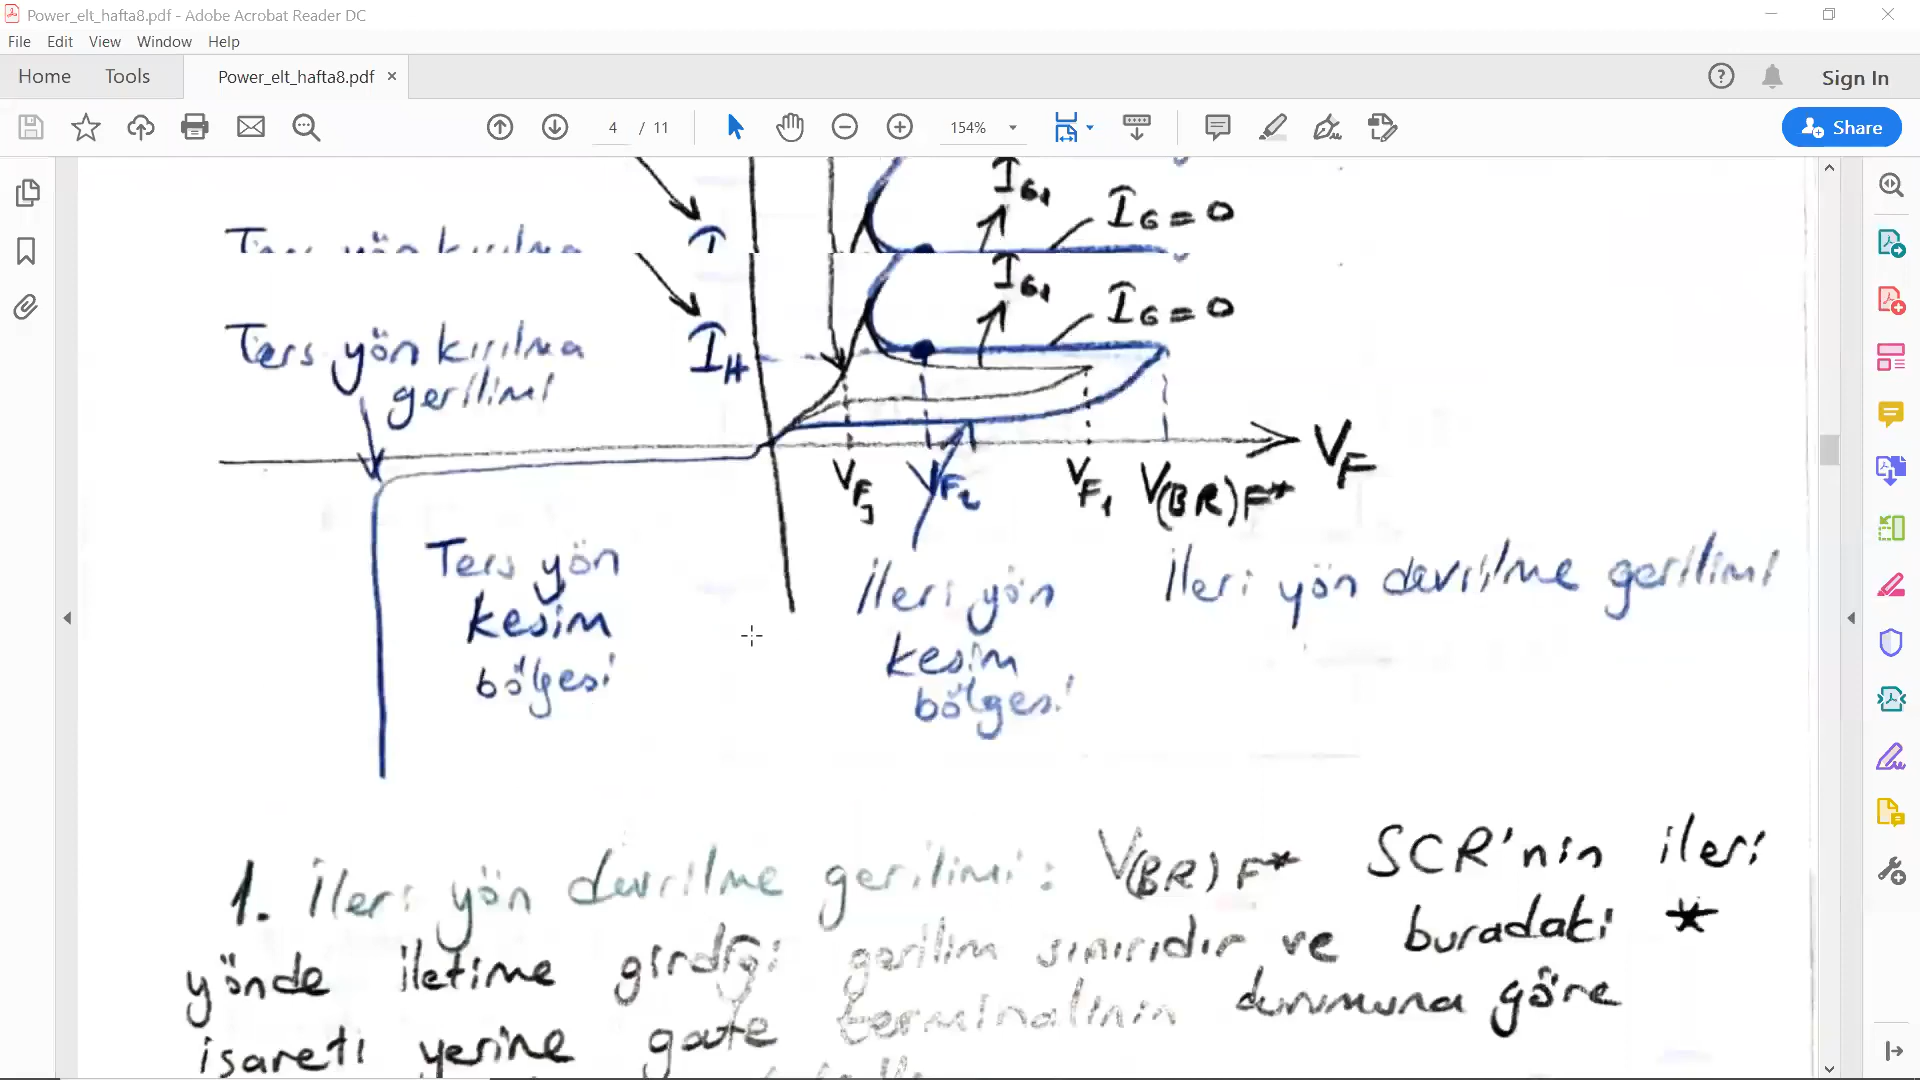 Power_elt_hafta8.pdf - Adobe Acrobat Reader DC
File Edit View Window Help
Home Tools Power_elt_hafta8.pdf × Sign In
4 / 11 154% Share
I_G1
I_G = 0
I_G1
I_G = 0
Ters yön kırılma
gerilimi
I_H
V_F
V_F3 V_F2 V_F1 V(BR)F*
Ters yön
kesim
bölgesi
İleri yön
kesim
bölgesi
İleri yön devrilme gerilimi
1. İleri yön devrilme gerilimi: V(BR)F* SCR'nin ileri
yönde iletime girdiği gerilim sınırıdır ve buradaki *
işareti yerine gate terminalinin durumuna göre